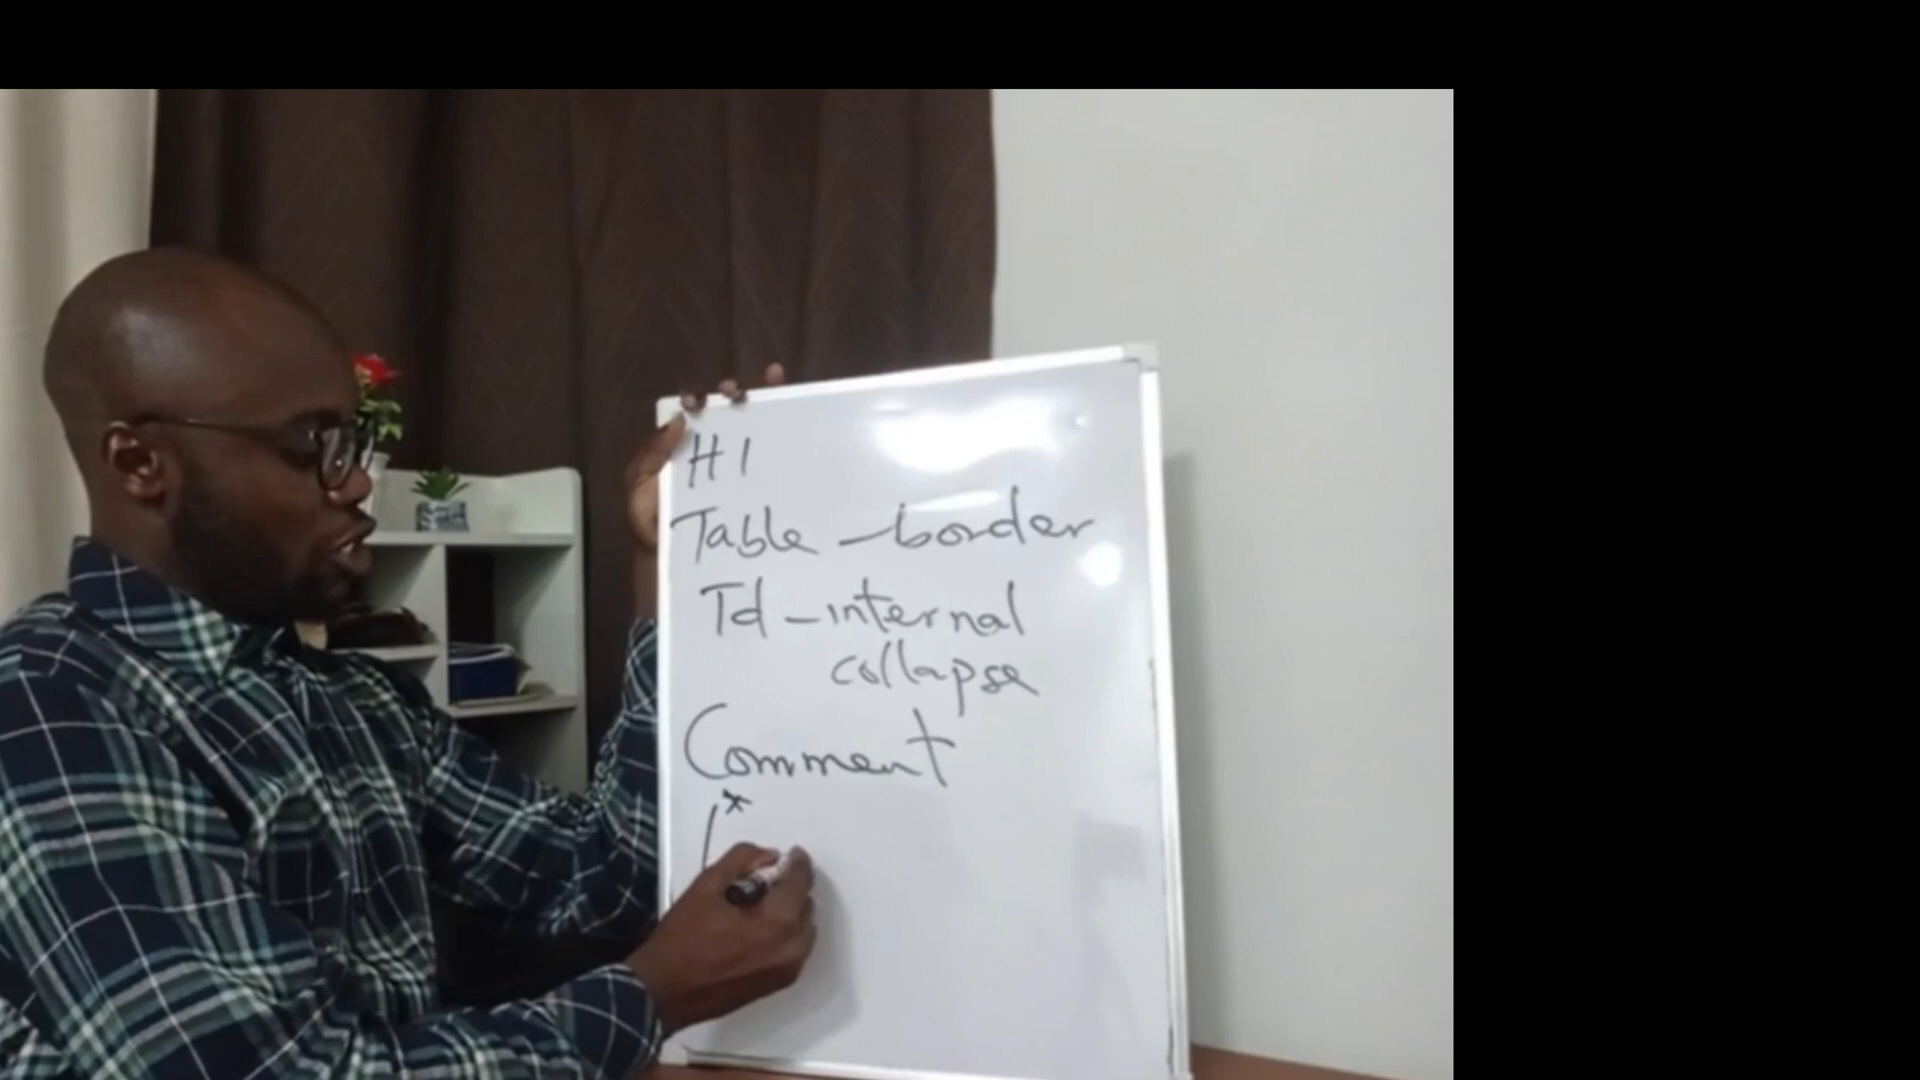 H1
Table - border
Td - internal
collapse
Comment
/*